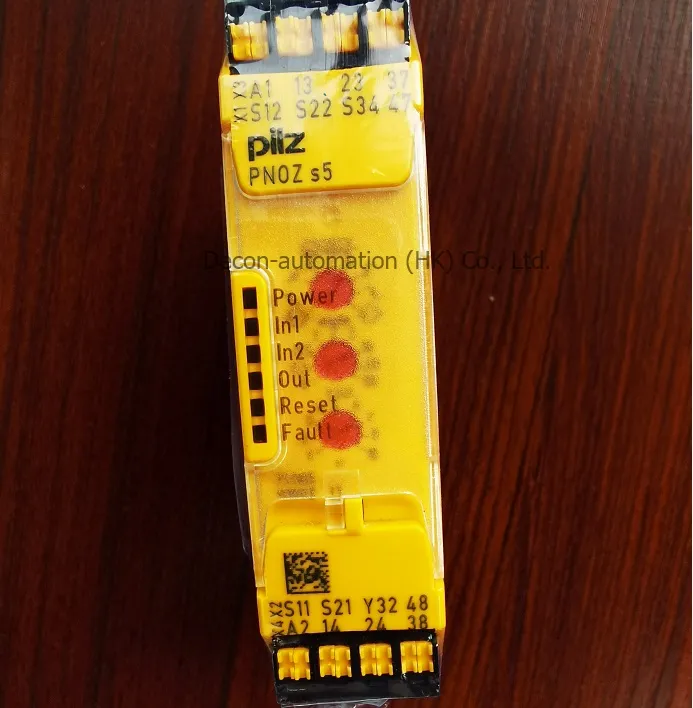 X3 A1 13 23 37
X1 S12 S22 S34 47
pilz
PNOZ s5
Decon-automation (HK) Co., Ltd.
Power
In1
In2
Out
Reset
Fault
X2 S11 S21 Y32 48
X4 A2 14 24 38